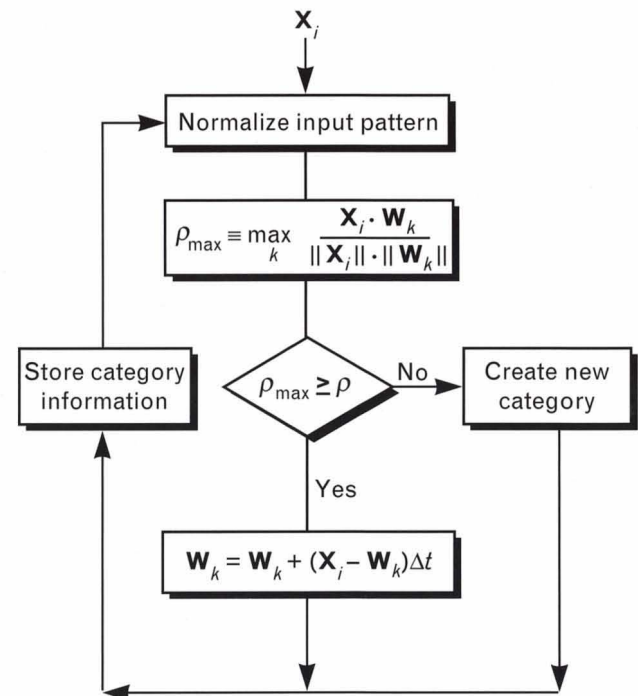 X_i
Normalize input pattern
ρ_max ≡ max_k (X_i · W_k) / (|| X_i || · || W_k ||)
Store category
information
ρ_max ≥ ρ
No
Create new
category
Yes
W_k = W_k + (X_i – W_k)Δt